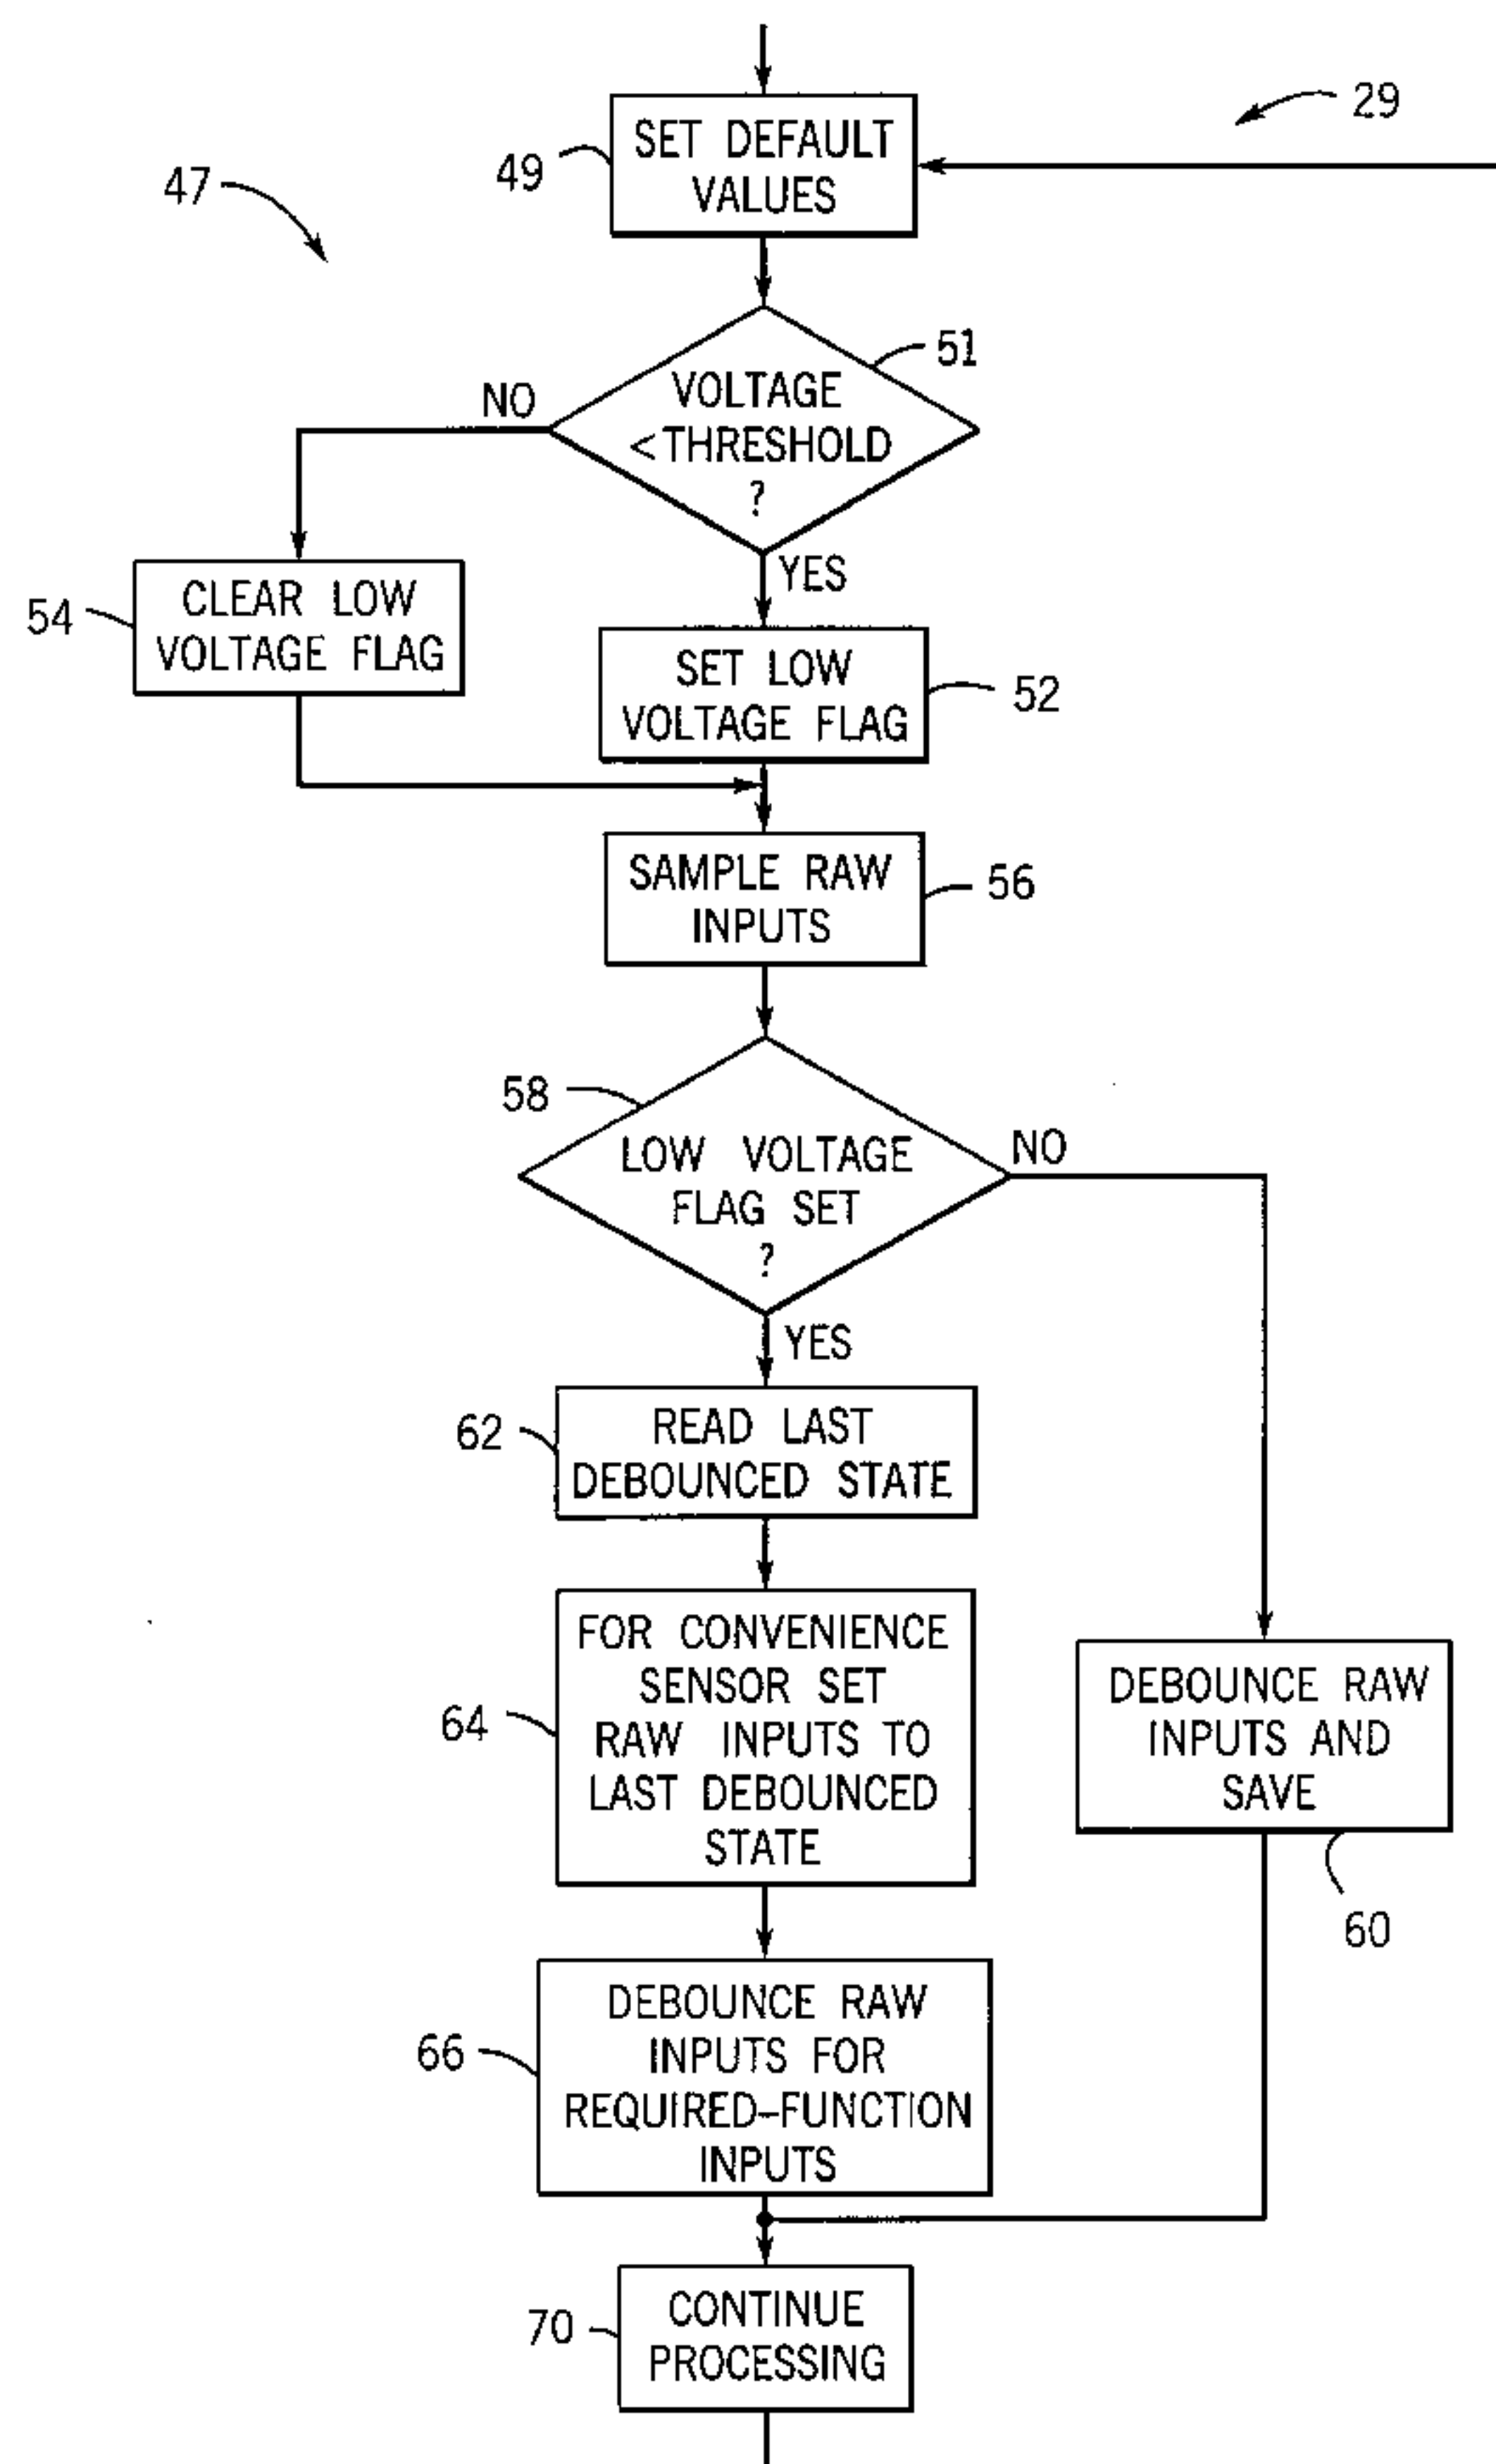 29
47
49
SET DEFAULT
VALUES
51
VOLTAGE
<THRESHOLD
?
NO
YES
54
CLEAR LOW
VOLTAGE FLAG
SET LOW
VOLTAGE FLAG
52
SAMPLE RAW
INPUTS
56
58
LOW VOLTAGE
FLAG SET
?
NO
YES
62
READ LAST
DEBOUNCED STATE
64
FOR CONVENIENCE
SENSOR SET
RAW INPUTS TO
LAST DEBOUNCED
STATE
DEBOUNCE RAW
INPUTS AND
SAVE
60
66
DEBOUNCE RAW
INPUTS FOR
REQUIRED-FUNCTION
INPUTS
70
CONTINUE
PROCESSING